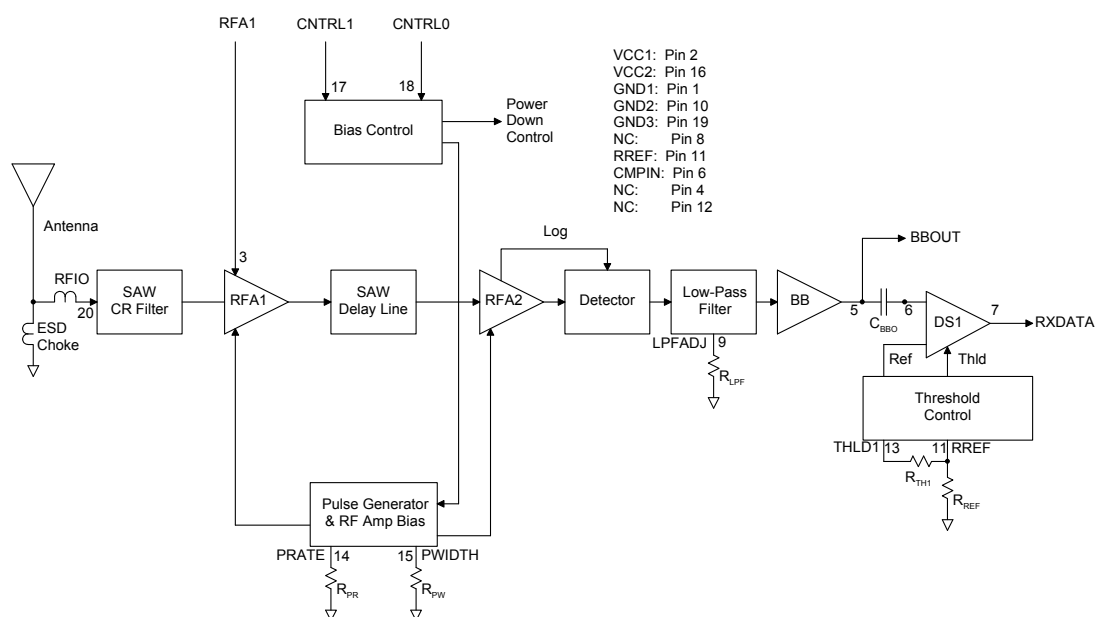 RFA1
CNTRL1
CNTRL0
17
18
Bias Control
Power
Down
Control
VCC1: Pin 2
VCC2: Pin 16
GND1: Pin 1
GND2: Pin 10
GND3: Pin 19
NC: Pin 8
RREF: Pin 11
CMPIN: Pin 6
NC: Pin 4
NC: Pin 12
Antenna
RFIO
20
ESD
Choke
SAW
CR Filter
3
RFA1
SAW
Delay Line
Log
RFA2
Detector
Low-Pass
Filter
LPFADJ
9
RLPF
BB
BBOUT
5
CBBO
6
DS1
7
RXDATA
Ref
Thld
Threshold
Control
THLD1
13
11
RREF
RTH1
RREF
Pulse Generator
& RF Amp Bias
PRATE
14
15
PWIDTH
RPR
RPW